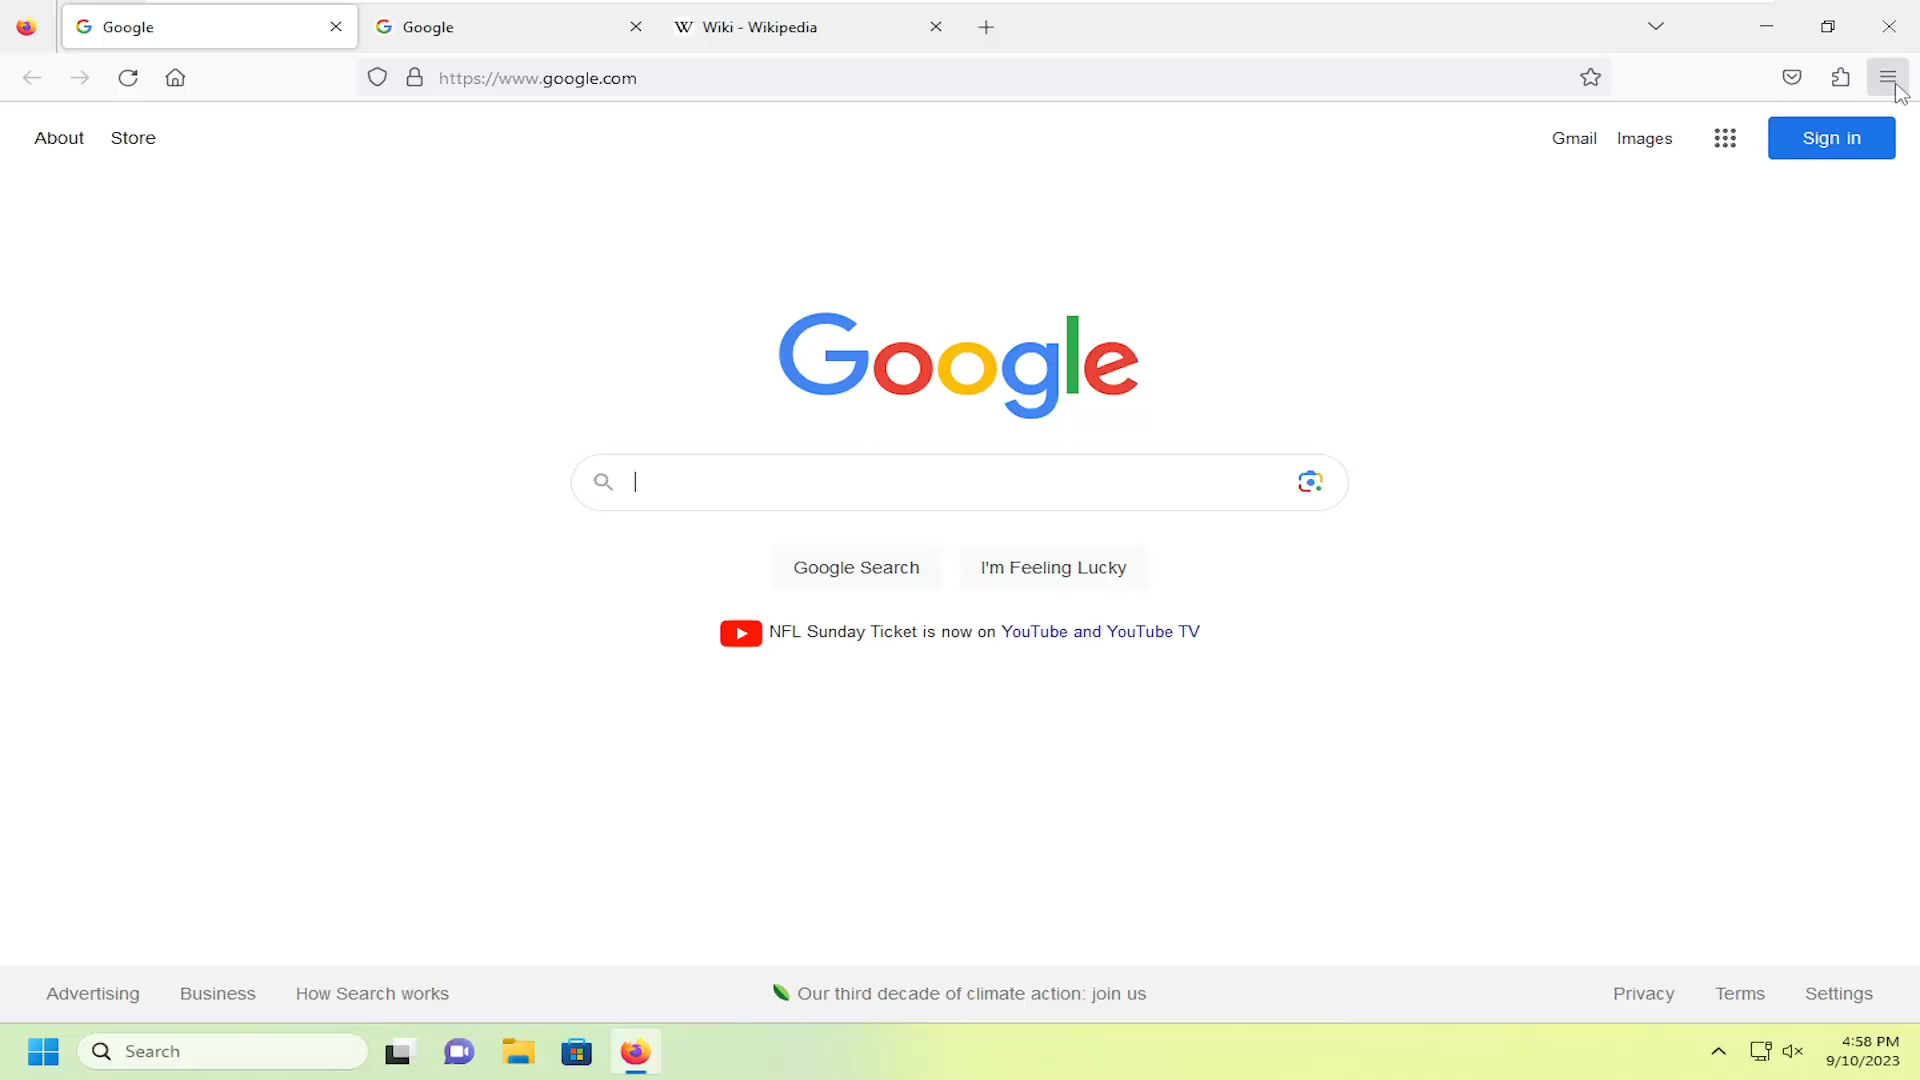 Google
Google
Wiki - Wikipedia
https://www.google.com
About
Store
Gmail
Images
Sign in
Google
Google Search
I'm Feeling Lucky
NFL Sunday Ticket is now on YouTube and YouTube TV
Advertising
Business
How Search works
Our third decade of climate action: join us
Privacy
Terms
Settings
Search
4:58 PM
9/10/2023